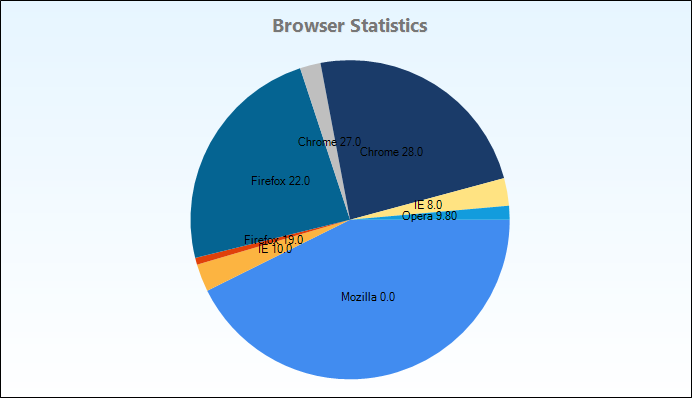 Browser Statistics
Chrome 27.0
Chrome 28.0
Firefox 22.0
IE 8.0
Opera 9.80
Firefox 19.0
IE 10.0
Mozilla 0.0